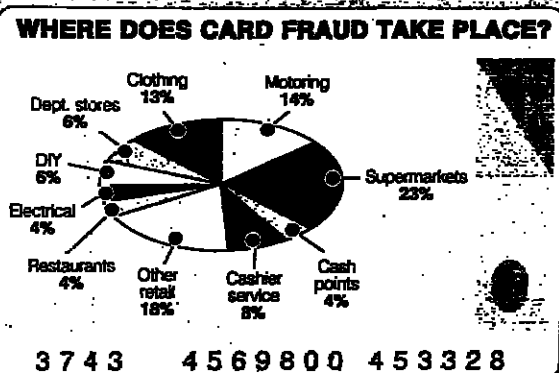 WHERE DOES CARD FRAUD TAKE PLACE?
Clothing
13%
Motoring
14%
Dept. stores
6%
DIY
6%
Supermarkets
23%
Electrical
4%
Restaurants
4%
Other
retail
18%
Cashier
service
8%
Cash
points
4%
3743 4569800 453328